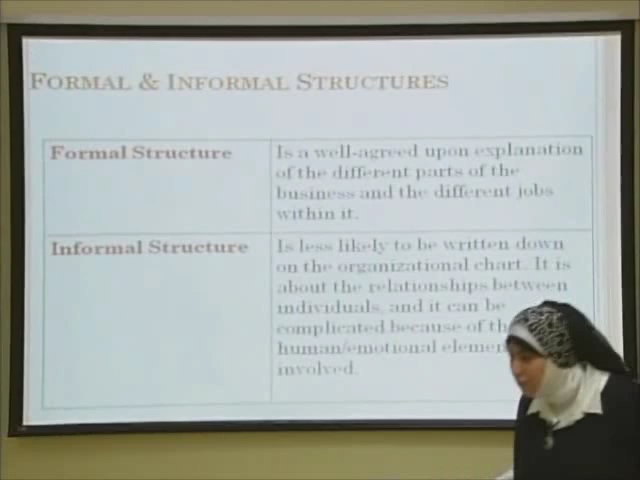 FORMAL & INFORMAL STRUCTURES
Formal Structure
Is a well-agreed upon explanation
of the different parts of the
business and the different jobs
within it.
Informal Structure
Is less likely to be written down
on the organizational chart. It is
about the relationships between
individuals, and it can be
complicated because of th
human/emotional elemen
involved.